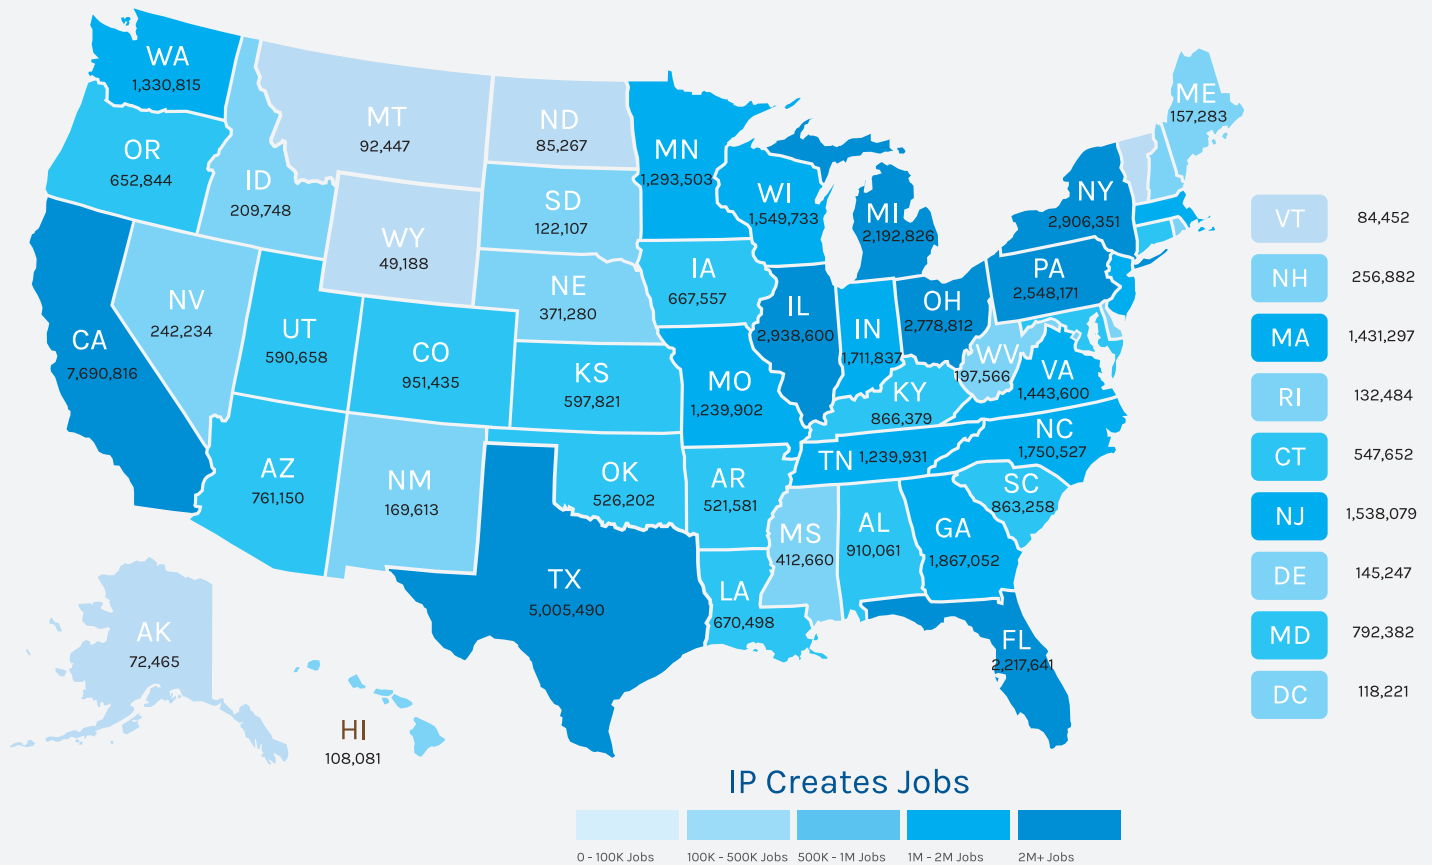 WA
1,330,815
OR
652,844
ID
209,748
MT
92,447
ND
85,267
MN
1,293,503
SD
122,107
WI
1,549,733
MI
2,192,826
NY
2,906,351
ME
157,283
WY
49,188
NE
371,280
IA
667,557
PA
2,548,171
CA
7,690,816
NV
242,234
UT
590,658
CO
951,435
KS
597,821
MO
1,239,902
IL
2,938,600
IN
1,711,837
OH
2,778,812
WV
197,566
VA
1,443,600
KY
866,379
NC
1,750,527
TN 1,239,931
AZ
761,150
NM
169,613
OK
526,202
AR
521,581
SC
863,258
MS
412,660
AL
910,061
GA
1,867,052
TX
5,005,490
LA
670,498
FL
2,217,641
AK
72,465
HI
108,081
VT 84,452
NH 256,882
MA 1,431,297
RI 132,484
CT 547,652
NJ 1,538,079
DE 145,247
MD 792,382
DC 118,221
IP Creates Jobs
0 - 100K Jobs
100K - 500K Jobs
500K - 1M Jobs
1M - 2M Jobs
2M+ Jobs